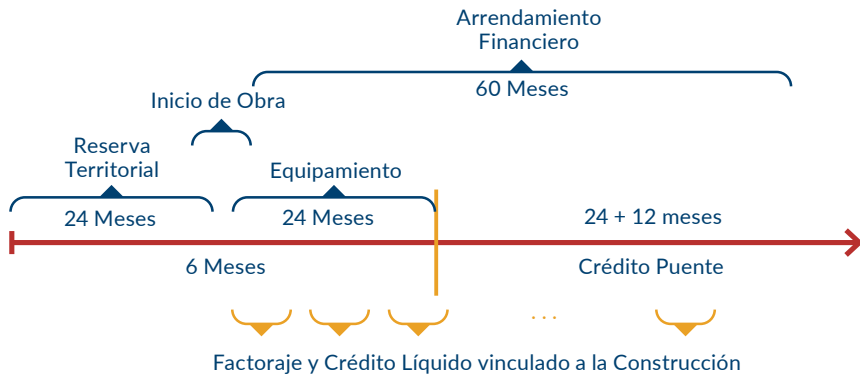 Arrendamiento
Financiero
60 Meses
Inicio de Obra
Reserva
Territorial
Equipamiento
24 Meses
24 Meses
24 + 12 meses
6 Meses
Crédito Puente
...
Factoraje y Crédito Líquido vinculado a la Construcción